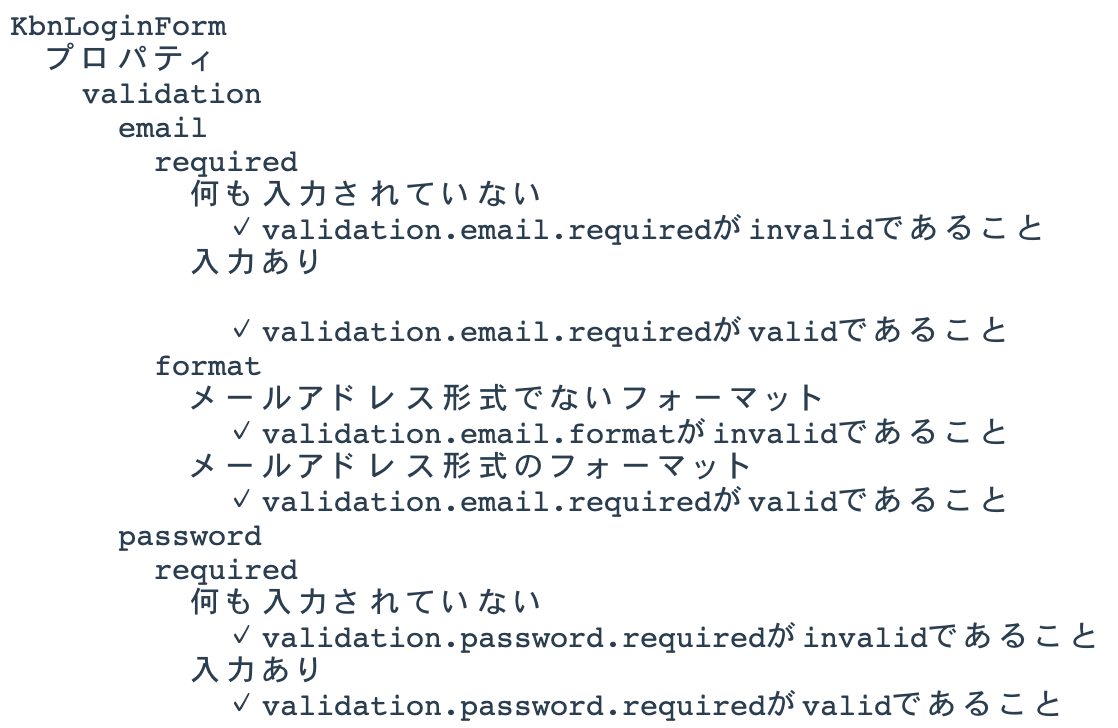 KbnLoginForm
プロパティ
validation
email
required
何も入力されていない
✓ validation.email.requiredがinvalidであること
入力あり
✓ validation.email.requiredがvalidであること
format
メールアドレス形式でないフォーマット
✓ validation.email.formatがinvalidであること
メールアドレス形式のフォーマット
✓ validation.email.requiredがvalidであること
password
required
何も入力されていない
✓ validation.password.requiredがinvalidであること
入力あり
✓ validation.password.requiredがvalidであること